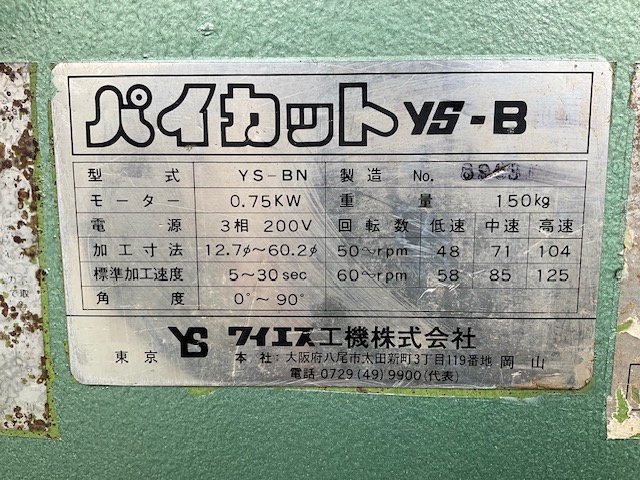 パイカット YS-B
型式 YS-BN 製造 No.
モーター 0.75KW 重量 150kg
電源 3相 200V 回転数 低速 中速 高速
加工寸法 12.7φ～60.2φ 50～rpm 48 71 104
標準加工速度 5～30sec 60～rpm 58 85 125
角度 0°～90°
YS ワイエス工機株式会社
東京 本社:大阪府八尾市太田新町3丁目119番地 岡山
電話 0729(49)9900(代表)